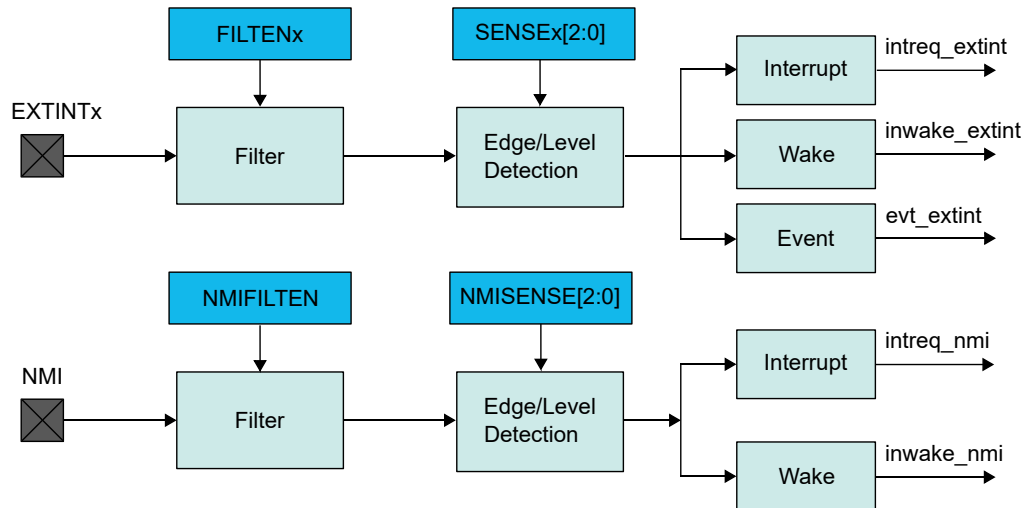 FILTENx
SENSEx[2:0]
intreq_extint
Interrupt
EXTINTx
inwake_extint
Filter
Edge/Level
Detection
Wake
evt_extint
Event
NMIFILTEN
NMISENSE[2:0]
intreq_nmi
Interrupt
NMI
Filter
Edge/Level
Detection
inwake_nmi
Wake